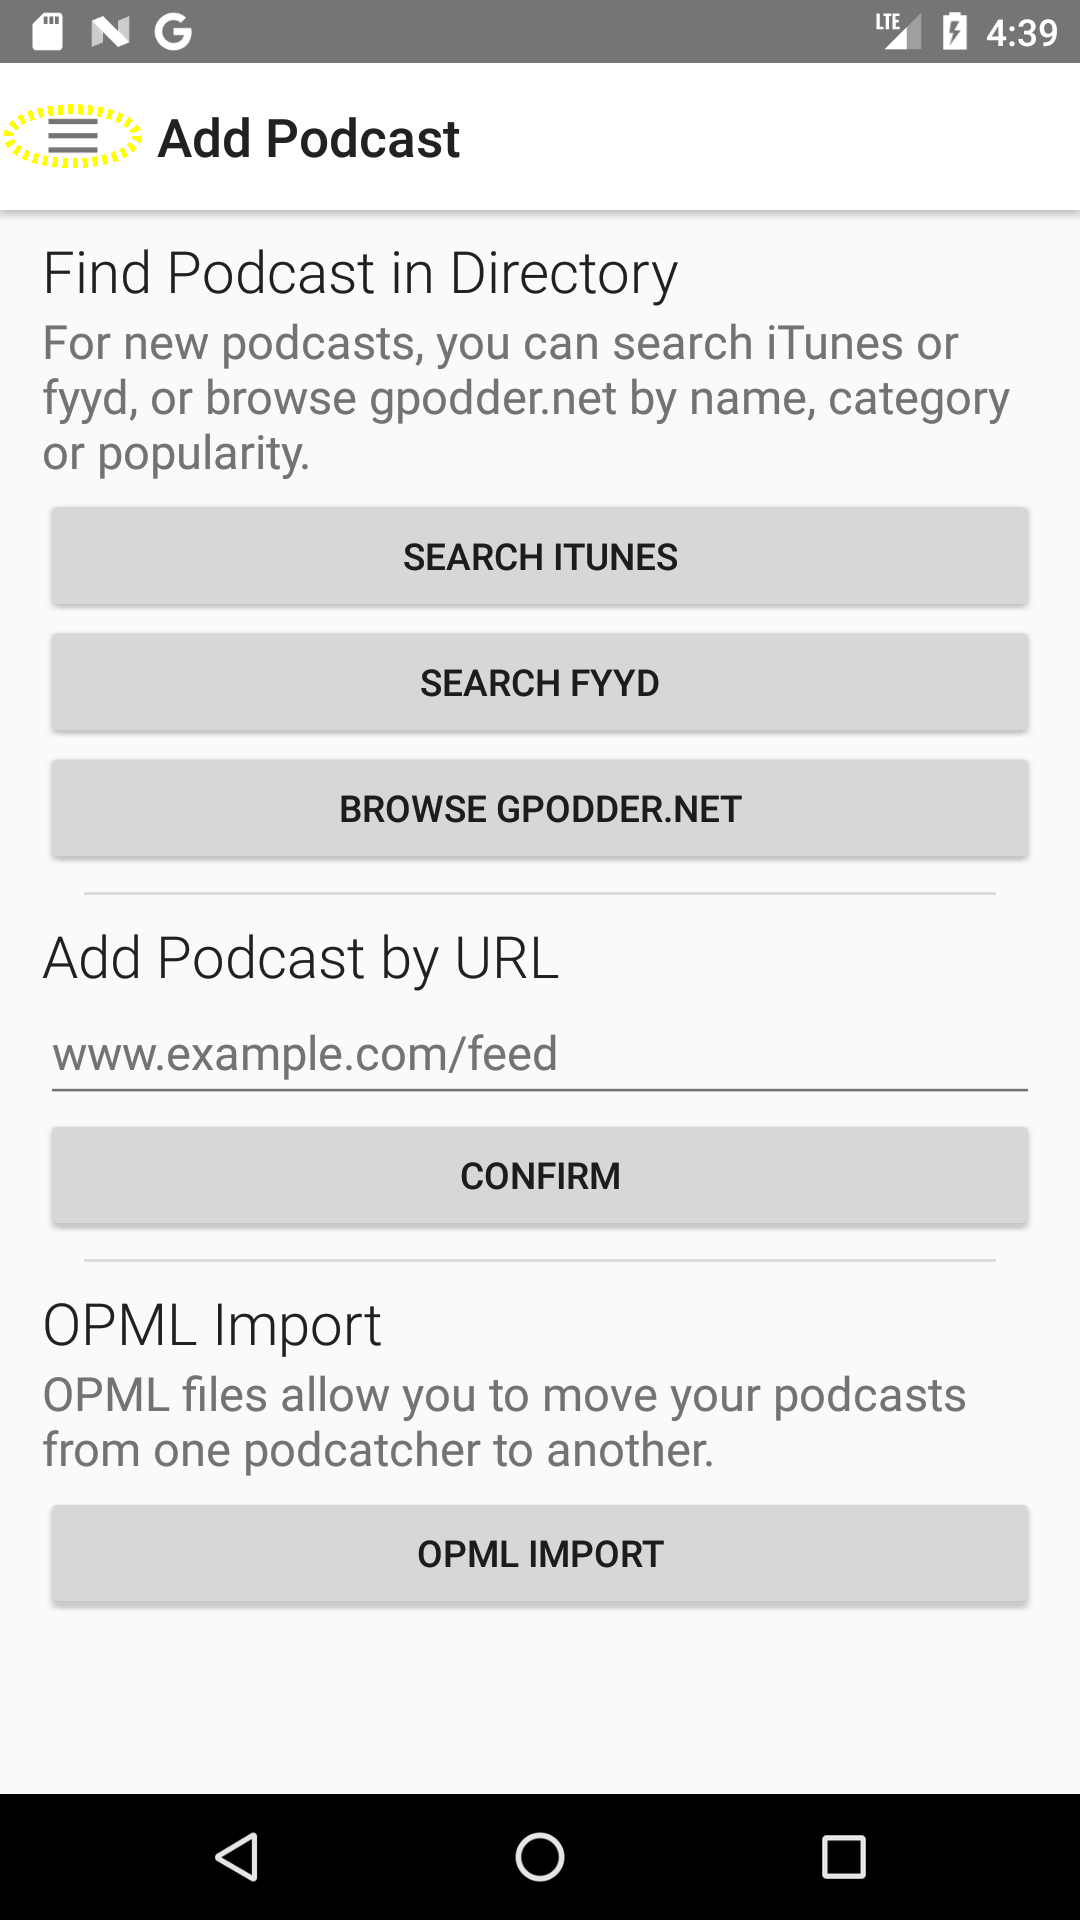 LTE 4:39
Add Podcast
Find Podcast in Directory
For new podcasts, you can search iTunes or
fyyd, or browse gpodder.net by name, category
or popularity.
SEARCH ITUNES
SEARCH FYYD
BROWSE GPODDER.NET
Add Podcast by URL
www.example.com/feed
CONFIRM
OPML Import
OPML files allow you to move your podcasts
from one podcatcher to another.
OPML IMPORT